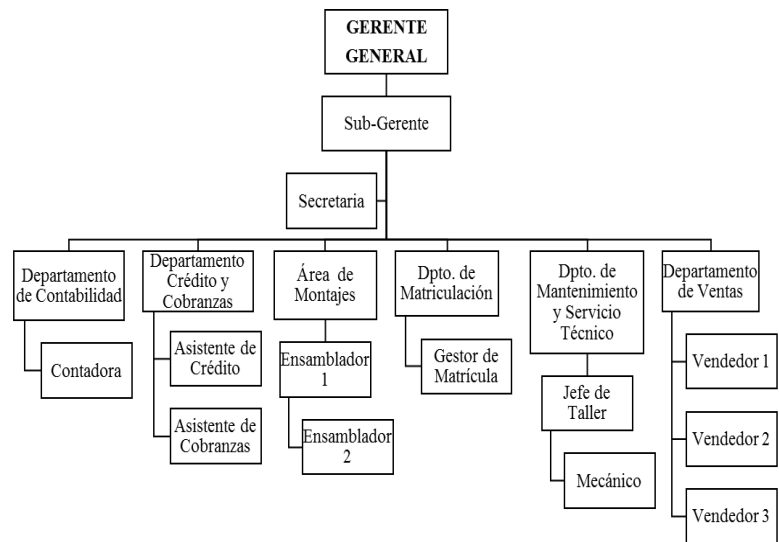 GERENTE
GENERAL
Sub-Gerente
Secretaria
Departamento
de Contabilidad
Departamento
Crédito y
Cobranzas
Área de
Montajes
Dpto. de
Matriculación
Dpto. de
Mantenimiento
y Servicio
Técnico
Departamento
de Ventas
Contadora
Asistente de
Crédito
Asistente de
Cobranzas
Ensamblador
1
Ensamblador
2
Gestor de
Matrícula
Jefe de
Taller
Mecánico
Vendedor 1
Vendedor 2
Vendedor 3